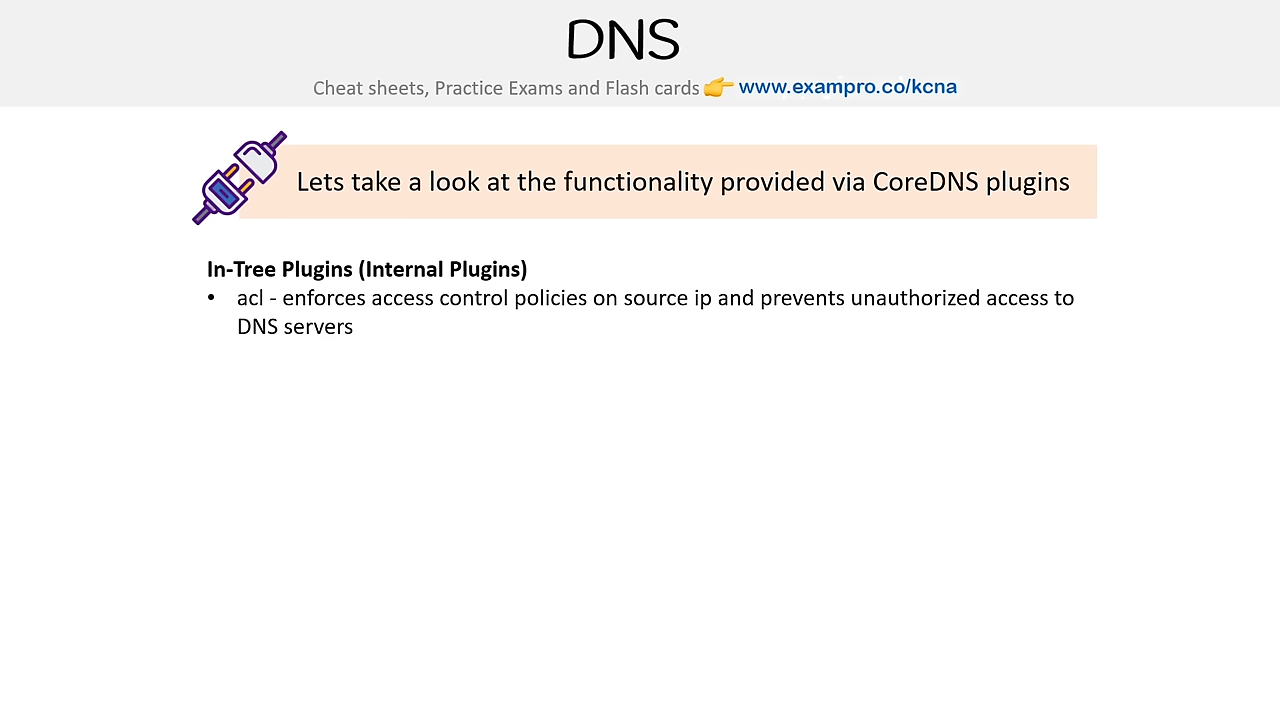 DNS
Cheat sheets, Practice Exams and Flash cards 👉 www.exampro.co/kcna
Lets take a look at the functionality provided via CoreDNS plugins
In-Tree Plugins (Internal Plugins)
• acl - enforces access control policies on source ip and prevents unauthorized access to
DNS servers